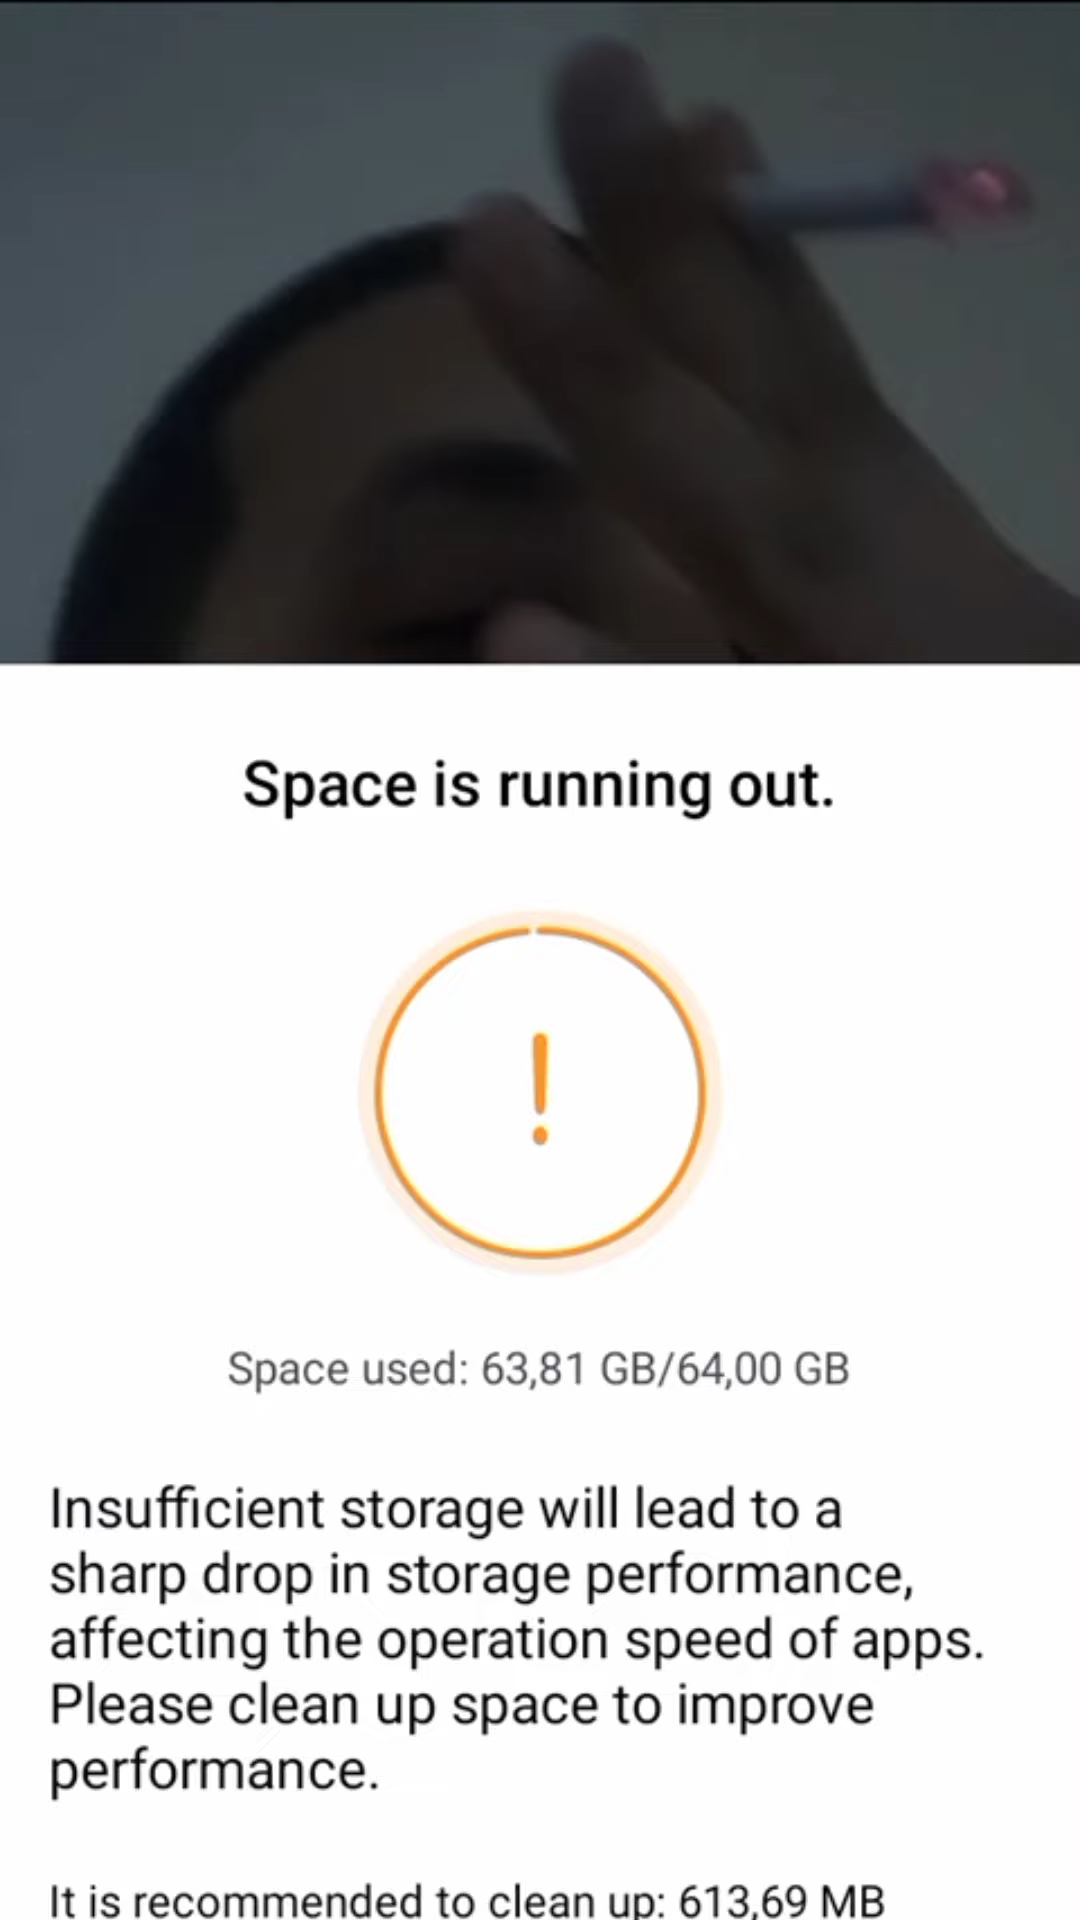 Space is running out.
Space used: 63,81 GB/64,00 GB
Insufficient storage will lead to a
sharp drop in storage performance,
affecting the operation speed of apps.
Please clean up space to improve
performance.
It is recommended to clean up: 613,69 MB